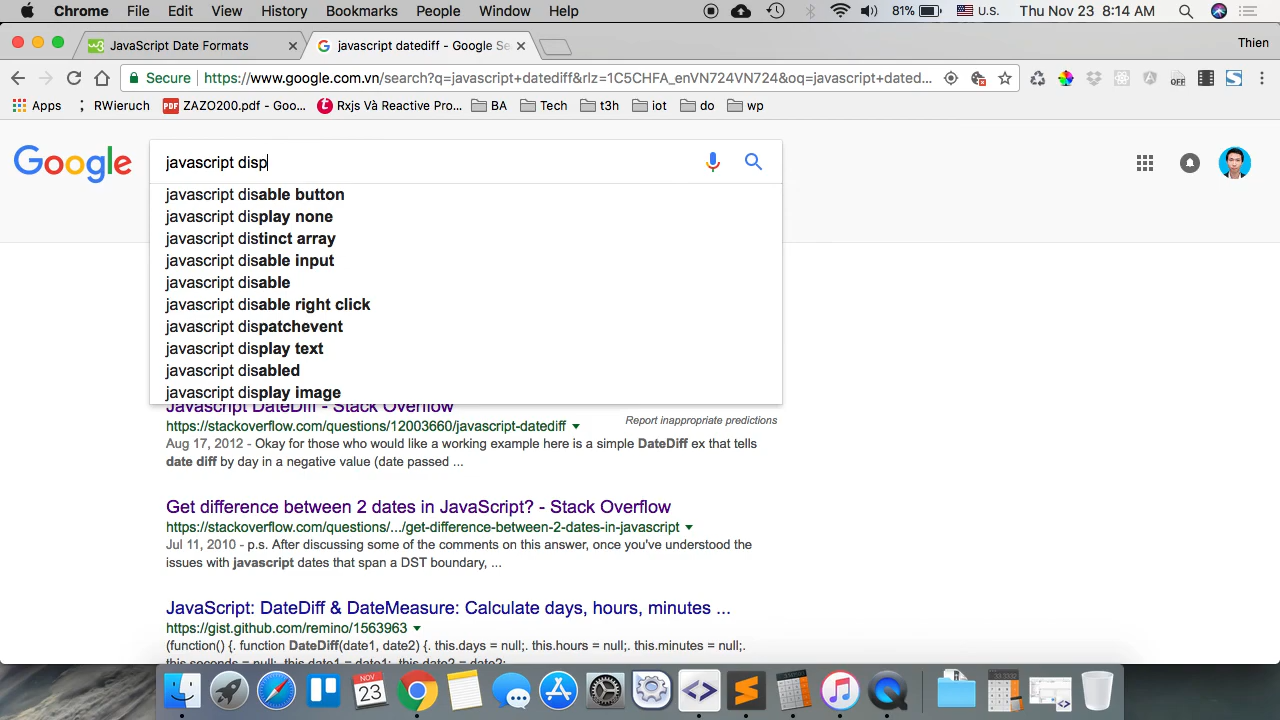 Chrome File Edit View History Bookmarks People Window Help 81% U.S. Thu Nov 23 8:14 AM
JavaScript Date Formats javascript datediff - Google Se Thien
Secure https://www.google.com.vn/search?q=javascript+datediff&rlz=1C5CHFA_enVN724VN724&oq=javascript+dated... OFF
Apps RWieruch ZAZO200.pdf - Goo... Rxjs Và Reactive Pro... BA Tech t3h iot do wp
Google javascript disp
javascript disable button
javascript display none
javascript distinct array
javascript disable input
javascript disable
javascript disable right click
javascript dispatchevent
javascript display text
javascript disabled
javascript display image
Javascript DateDiff - Stack Overflow
Report inappropriate predictions
https://stackoverflow.com/questions/12003660/javascript-datediff
Aug 17, 2012 - Okay for those who would like a working example here is a simple DateDiff ex that tells
date diff by day in a negative value (date passed ...
Get difference between 2 dates in JavaScript? - Stack Overflow
https://stackoverflow.com/questions/.../get-difference-between-2-dates-in-javascript
Jul 11, 2010 - p.s. After discussing some of the comments on this answer, once you've understood the
issues with javascript dates that span a DST boundary, ...
JavaScript: DateDiff & DateMeasure: Calculate days, hours, minutes ...
https://gist.github.com/remino/1563963
(function() {. function DateDiff(date1, date2) {. this.days = null;. this.hours = null;. this.minutes = null;.
this.seconds = null;. this.date1 = date1;. this.date2 = date2;
NOV
23